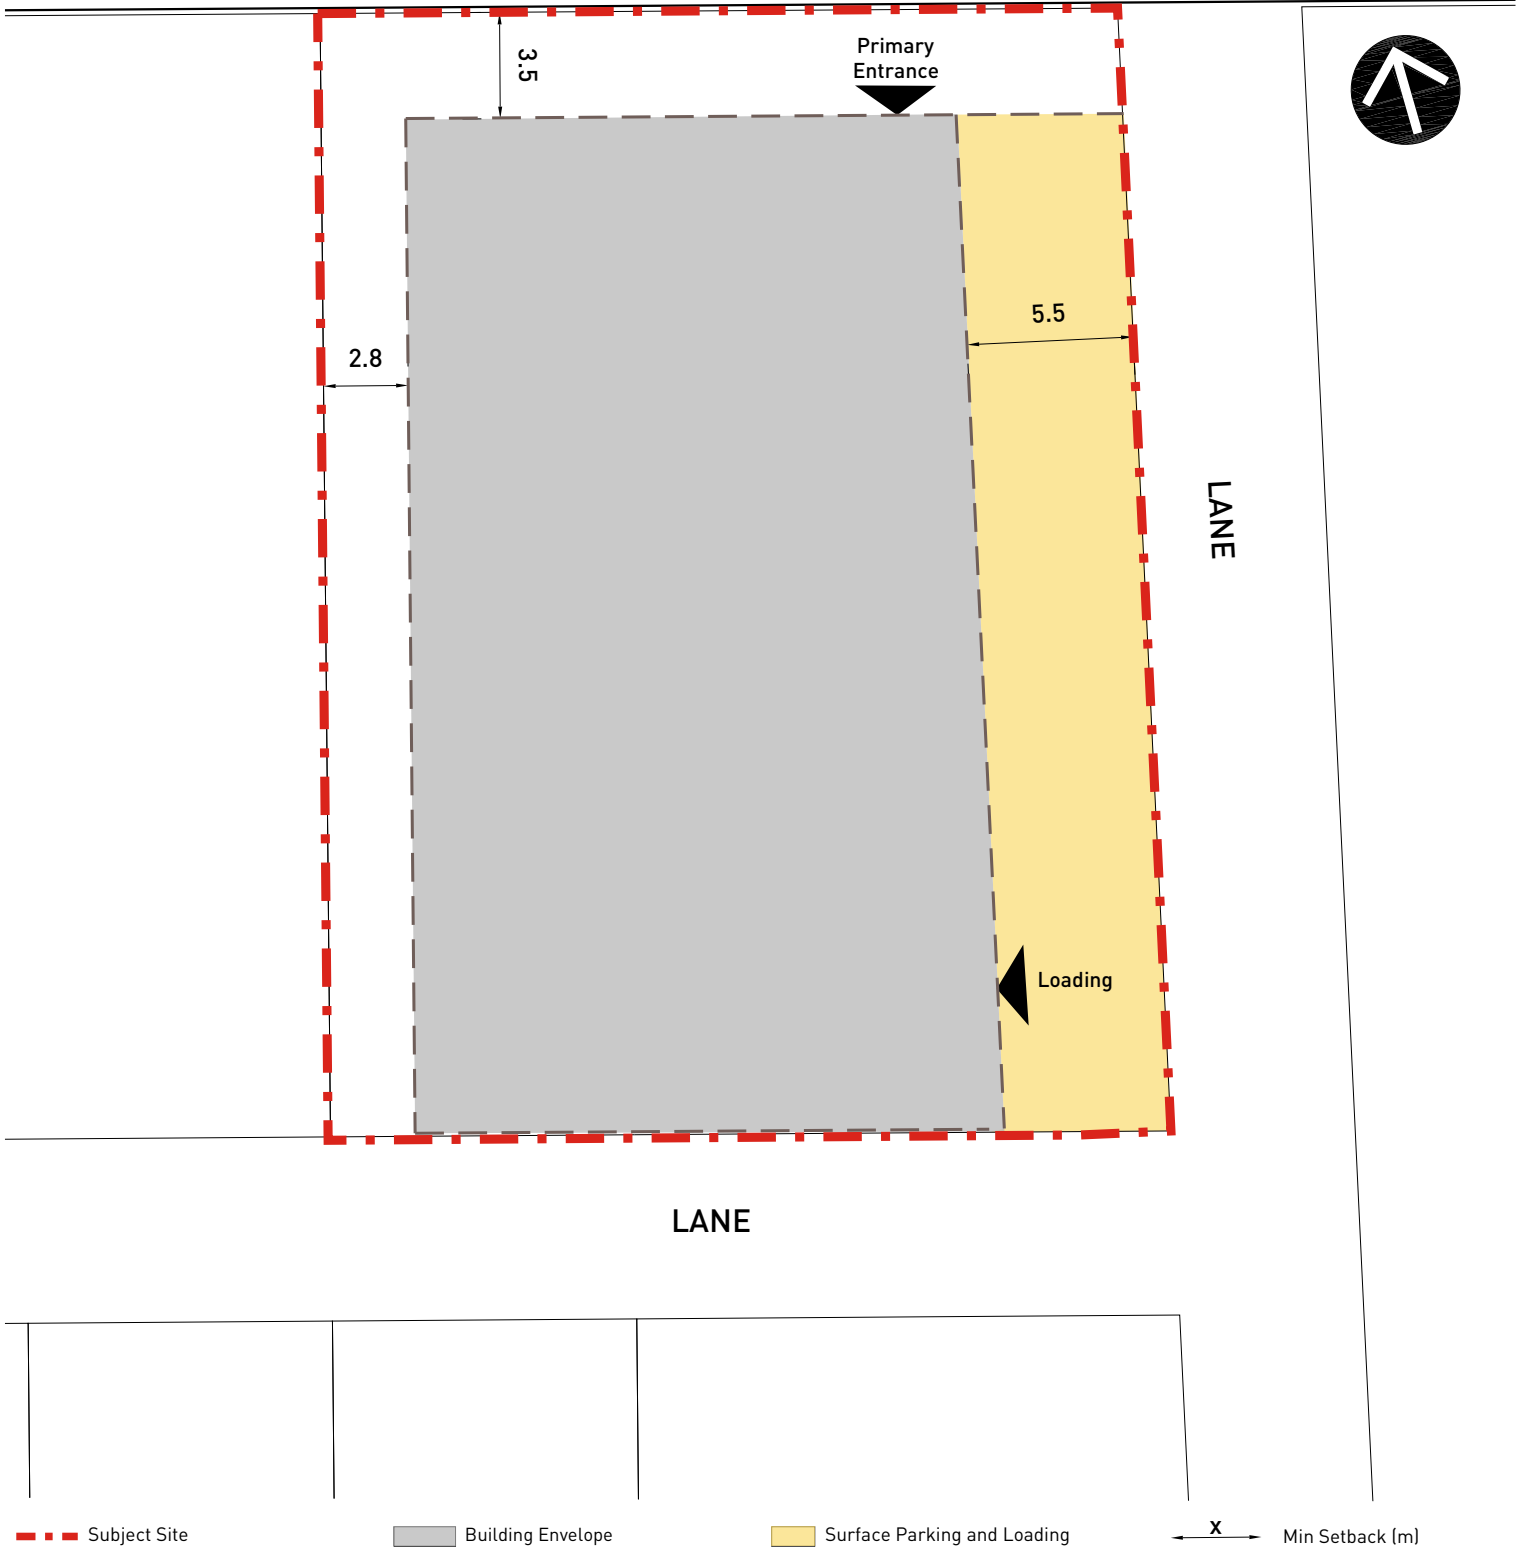 3.5
Primary
Entrance
5.5
2.8
LANE
Loading
LANE
Subject Site
Building Envelope
Surface Parking and Loading
X
Min Setback (m)